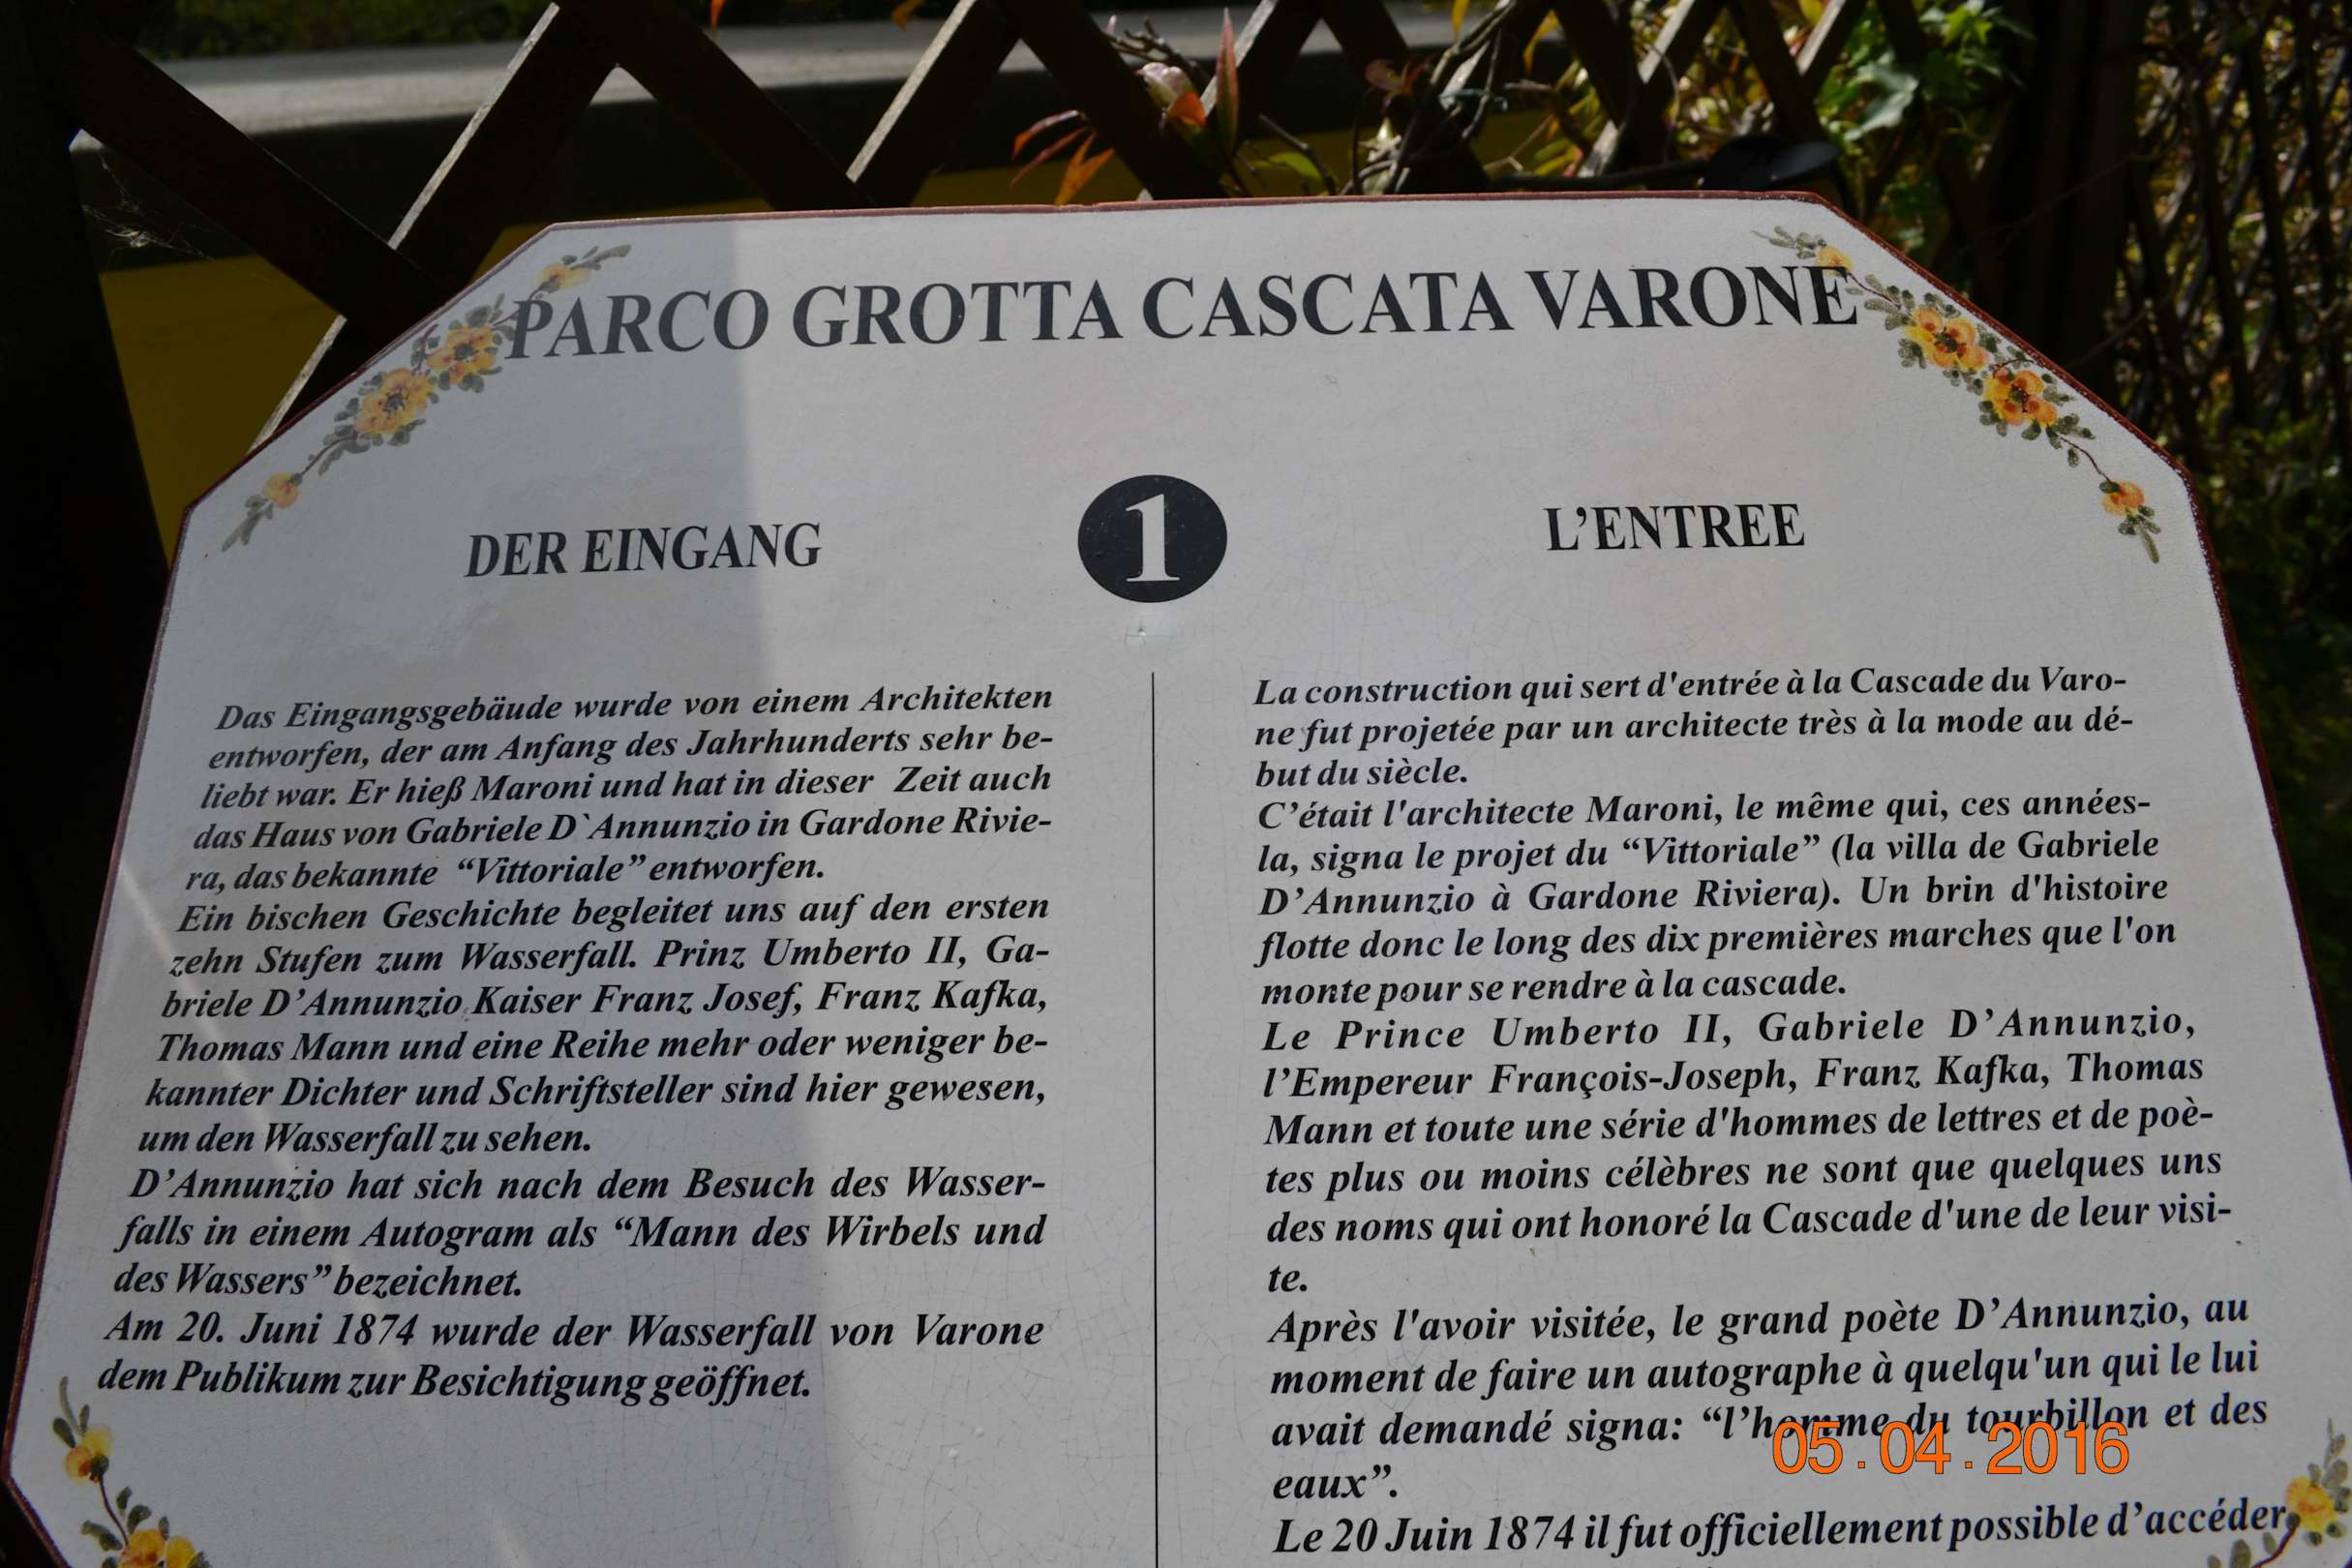 PARCO GROTTA CASCATA VARONE
1
DER EINGANG
Das Eingangsgebäude wurde von einem Architekten
entworfen, der am Anfang des Jahrhunderts sehr be-
liebt war. Er hieß Maroni und hat in dieser Zeit auch
das Haus von Gabriele D`Annunzio in Gardone Rivie-
ra, das bekannte “Vittoriale” entworfen.
Ein bischen Geschichte begleitet uns auf den ersten
zehn Stufen zum Wasserfall. Prinz Umberto II, Ga-
briele D’Annunzio, Kaiser Franz Josef, Franz Kafka,
Thomas Mann und eine Reihe mehr oder weniger be-
kannter Dichter und Schriftsteller sind hier gewesen,
um den Wasserfall zu sehen.
D’Annunzio hat sich nach dem Besuch des Wasser-
falls in einem Autogram als “Mann des Wirbels und
des Wassers” bezeichnet.
Am 20. Juni 1874 wurde der Wasserfall von Varone
dem Publikum zur Besichtigung geöffnet.
L’ENTREE
La construction qui sert d'entrée à la Cascade du Varo-
ne fut projetée par un architecte très à la mode au dé-
but du siècle.
C’était l'architecte Maroni, le même qui, ces années-
la, signa le projet du “Vittoriale” (la villa de Gabriele
D’Annunzio à Gardone Riviera). Un brin d'histoire
flotte donc le long des dix premières marches que l'on
monte pour se rendre à la cascade.
Le Prince Umberto II, Gabriele D’Annunzio,
l’Empereur François-Joseph, Franz Kafka, Thomas
Mann et toute une série d'hommes de lettres et de poè-
tes plus ou moins célèbres ne sont que quelques uns
des noms qui ont honoré la Cascade d'une de leur visi-
te.
Après l'avoir visitée, le grand poète D’Annunzio, au
moment de faire un autographe à quelqu'un qui le lui
avait demandé signa: “l’homme du tourbillon et des
eaux”.
Le 20 Juin 1874 il fut officiellement possible d’accéder
05.04.2016